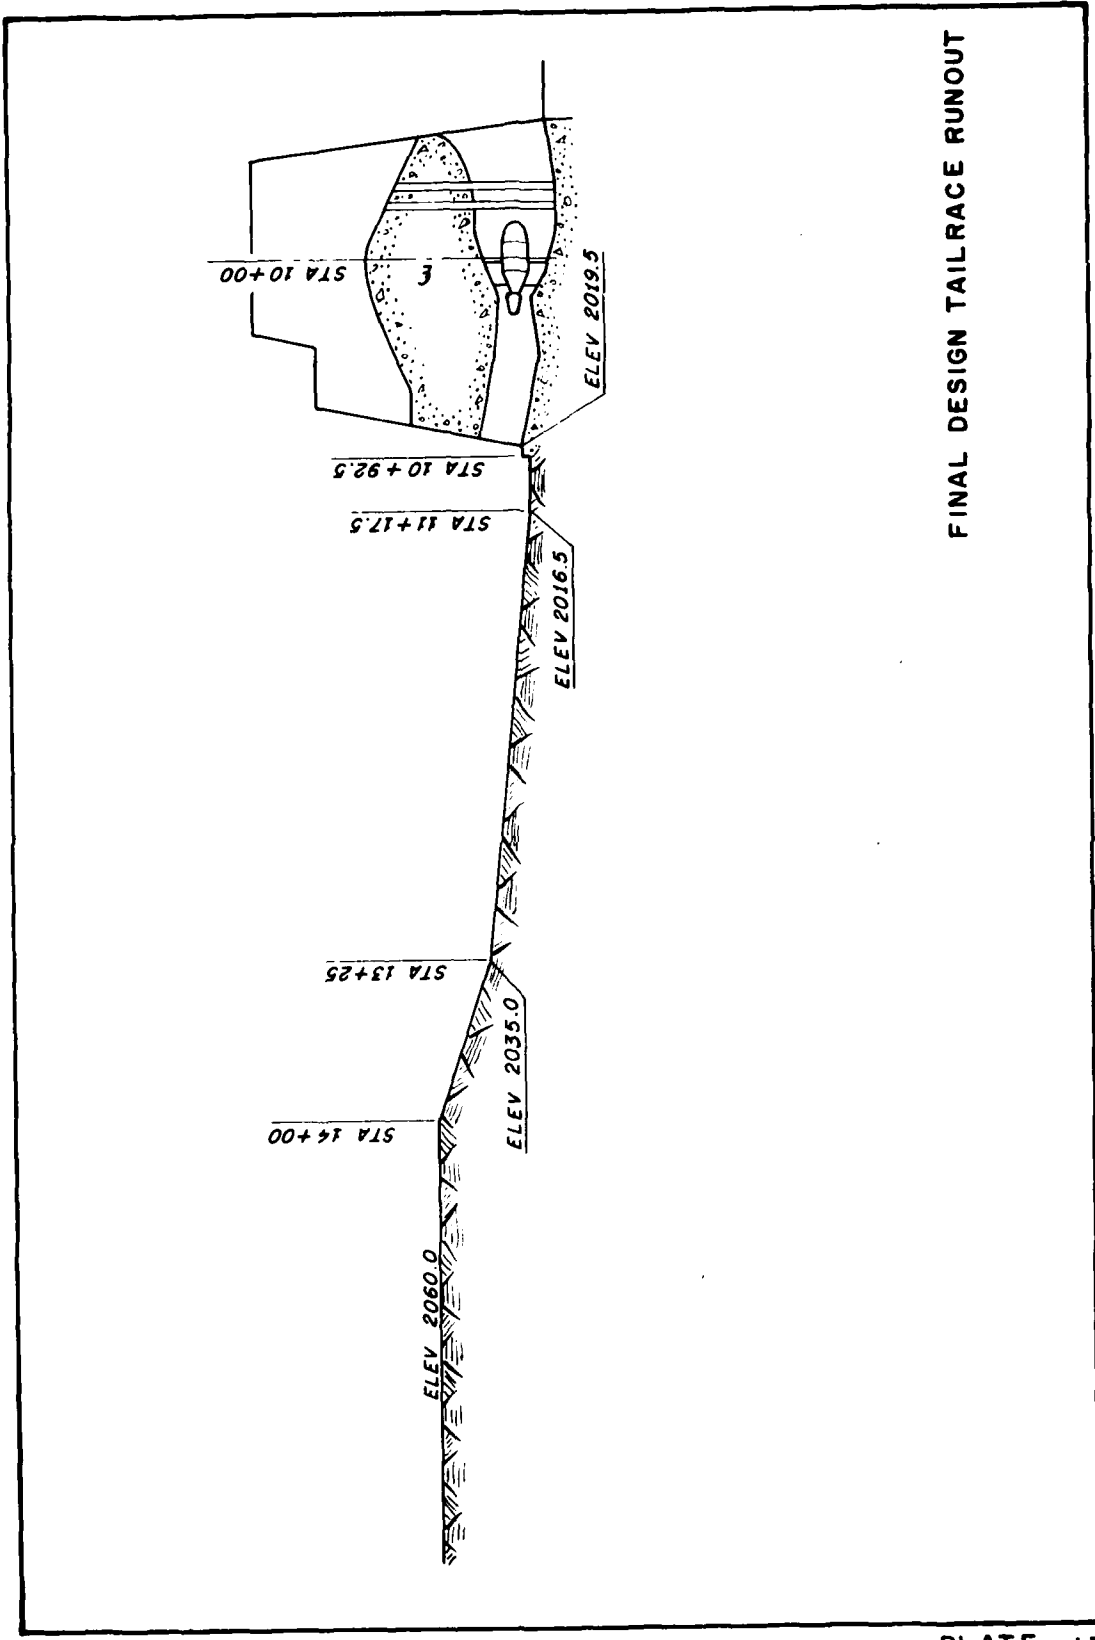 STA 10+00
ELEV 2019.5
STA 10+92.5
STA 11+17.5
ELEV 2016.5
STA 13+25
ELEV 2035.0
STA 14+00
ELEV 2060.0
FINAL DESIGN TAILRACE RUNOUT
PLATE